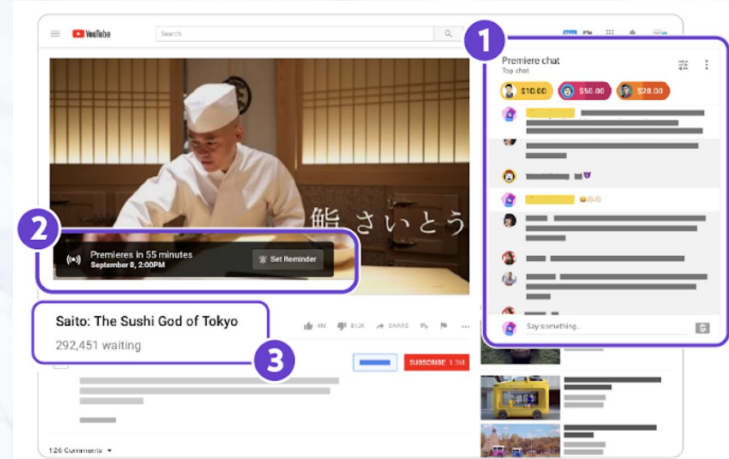 YouTube
Search
1
Premiere chat
Top chat
$10.00
$50.00
$20.00
Say something...
鮨 さいとう
2
Premieres in 55 minutes
September 8, 2:00PM
Set Reminder
Saito: The Sushi God of Tokyo
292,451 waiting
3
4M
812K
SHARE
SUBSCRIBE 1.3M
126 Comments